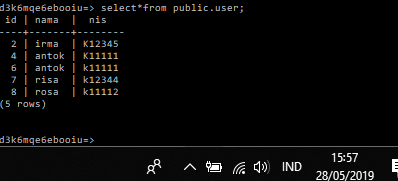 d3k6mqe6ebooiu=> select*from public.user;
id | nama | nis
----+-------+--------
2 | irma | K12345
4 | antok | K11111
6 | antok | k11111
7 | risa | k12344
8 | rosa | k11112
(5 rows)
d3k6mqe6ebooiu=>
IND
15:57
28/05/2019